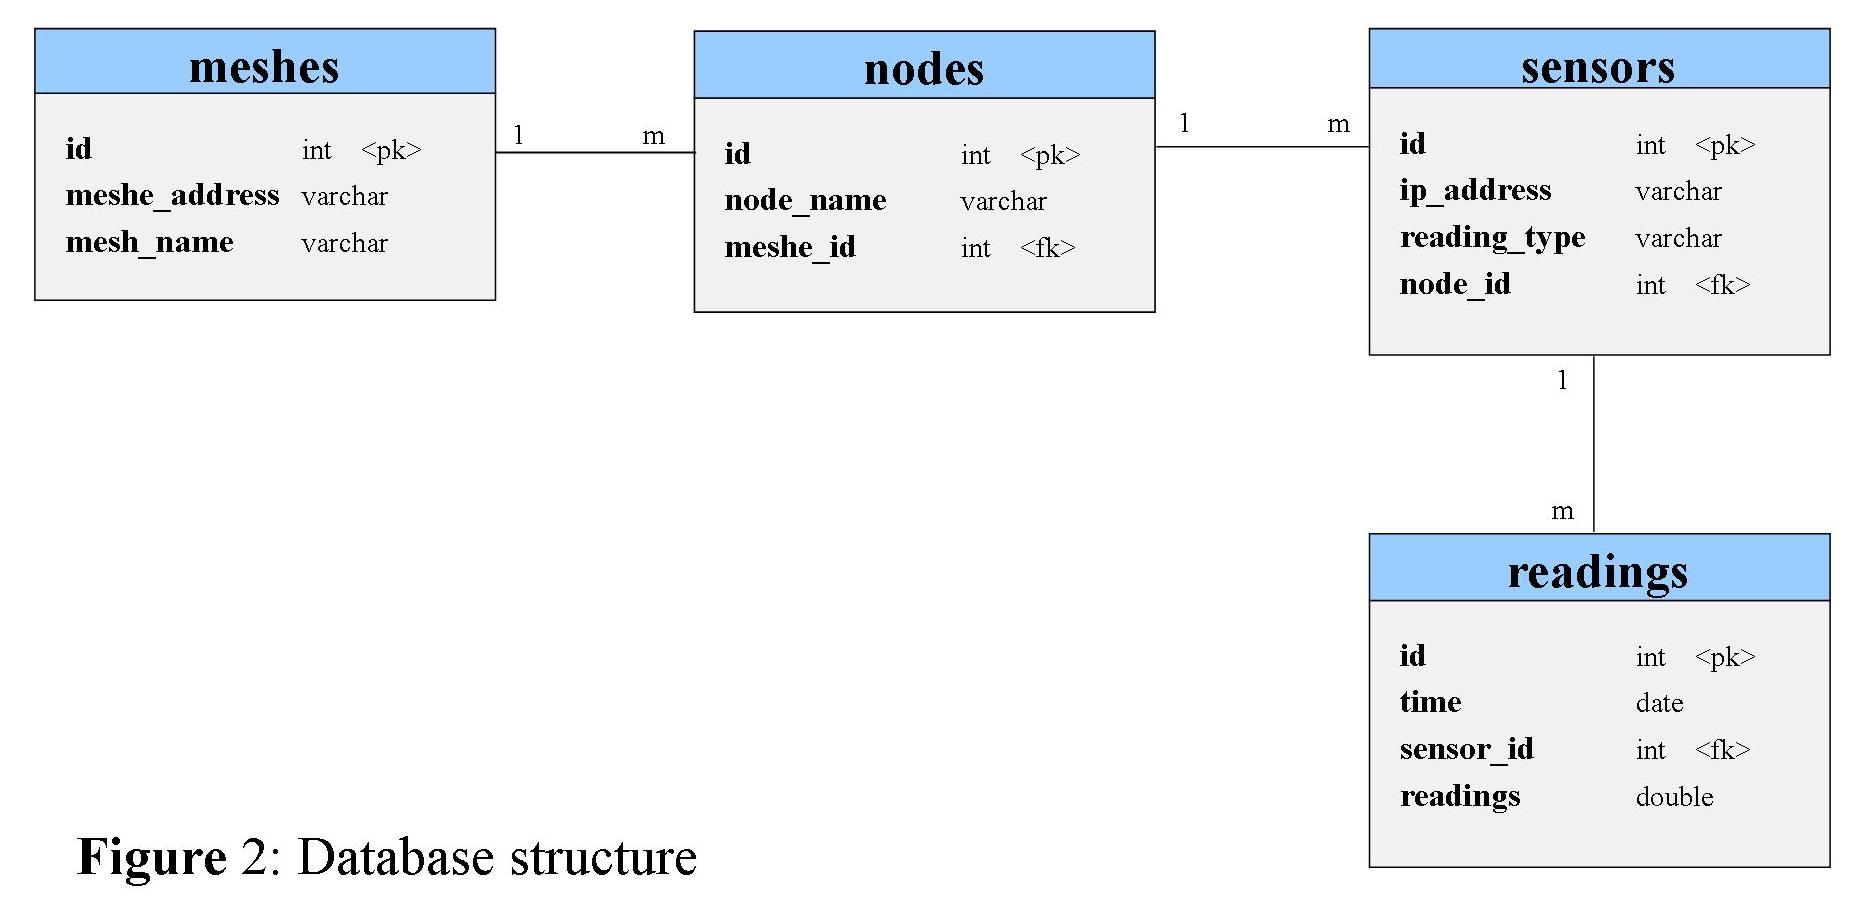 meshes
id int <pk>
meshe_address varchar
mesh_name varchar
1 m
nodes
id int <pk>
node_name varchar
meshe_id int <fk>
1 m
sensors
id int <pk>
ip_address varchar
reading_type varchar
node_id int <fk>
1
m
readings
id int <pk>
time date
sensor_id int <fk>
readings double
Figure 2: Database structure